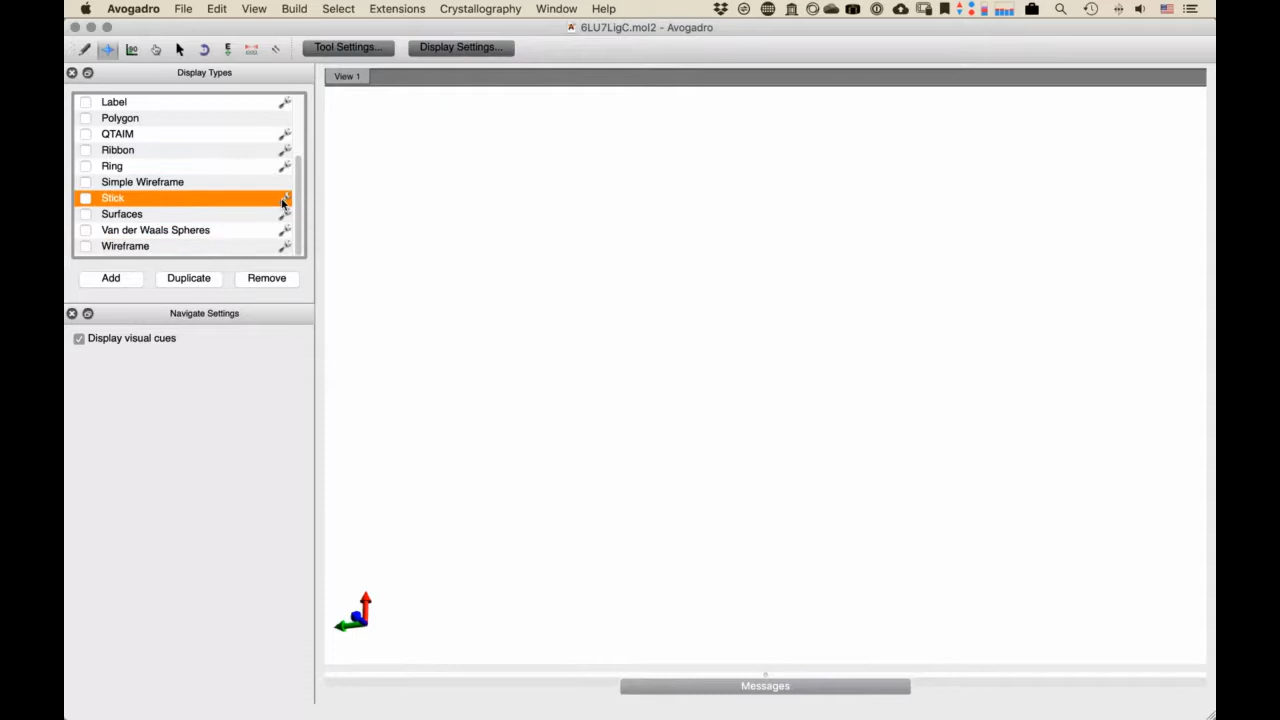 Avogadro File Edit View Build Select Extensions Crystallography Window Help
6LU7LigC.mol2 - Avogadro
E Tool Settings... Display Settings...
Display Types
View 1
Label
Polygon
QTAIM
Ribbon
Ring
Simple Wireframe
Stick
Surfaces
Van der Waals Spheres
Wireframe
Add Duplicate Remove
Navigate Settings
Display visual cues
Messages